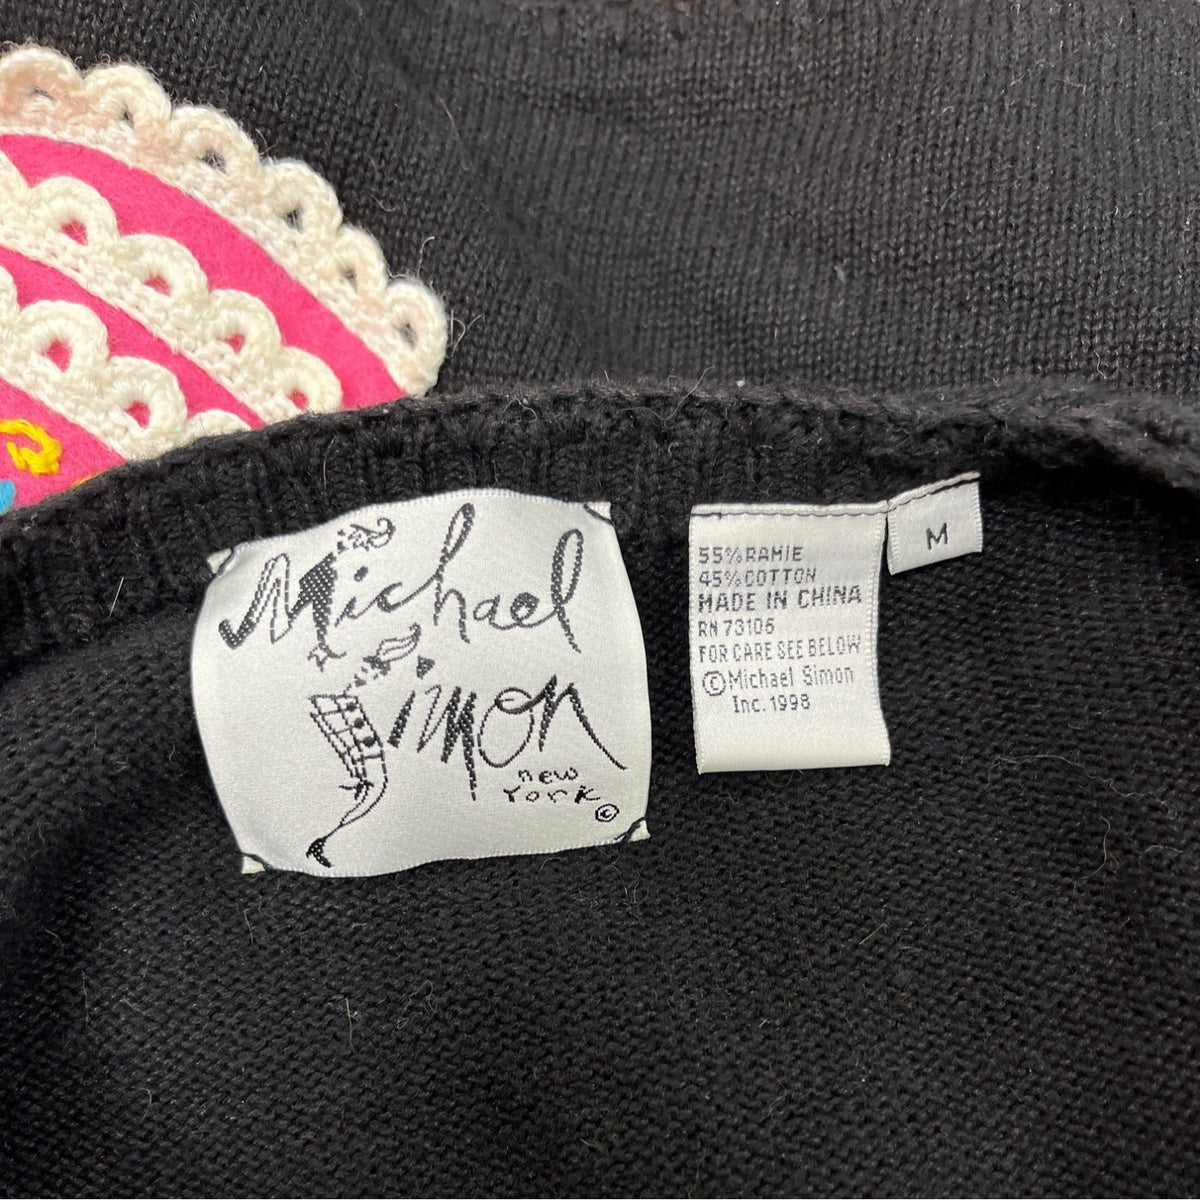 Michael
Simon
new
York
©
55% RAMIE
45% COTTON
MADE IN CHINA
RN 73106
FOR CARE SEE BELOW
©Michael Simon
Inc. 1998
M